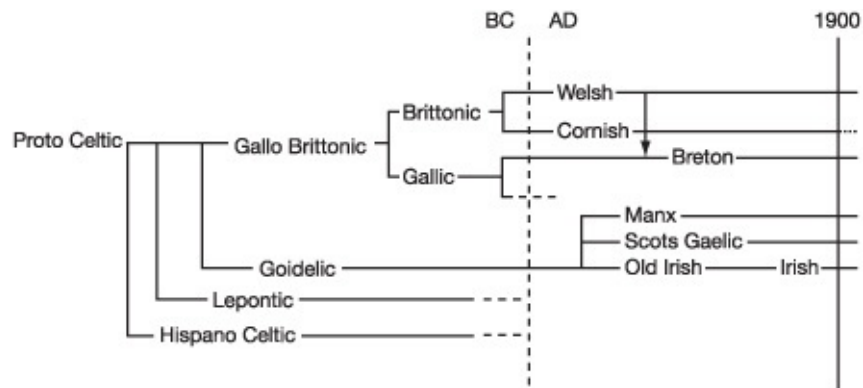 BC AD 1900
Welsh
Brittonic
Cornish
Proto Celtic
Gallo Brittonic
Breton
Gallic
Manx
Scots Gaelic
Goidelic
Old Irish
Irish
Lepontic
Hispano Celtic